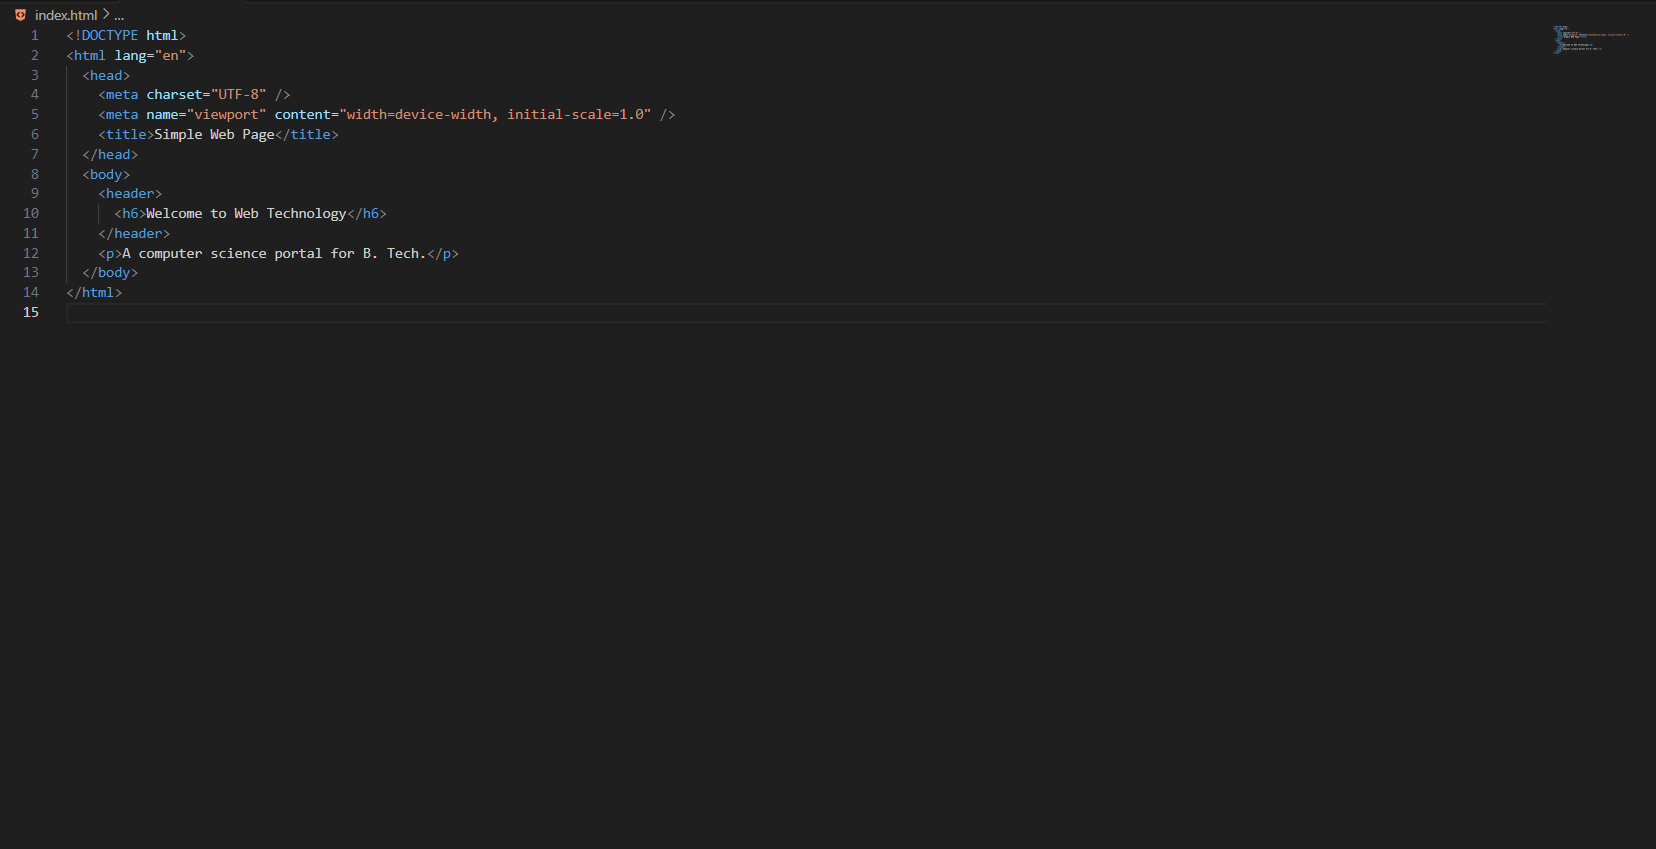 index.html > ...
1 <!DOCTYPE html>
2 <html lang="en">
3 <head>
4 <meta charset="UTF-8" />
5 <meta name="viewport" content="width=device-width, initial-scale=1.0" />
6 <title>Simple Web Page</title>
7 </head>
8 <body>
9 <header>
10 <h6>Welcome to Web Technology</h6>
11 </header>
12 <p>A computer science portal for B. Tech.</p>
13 </body>
14 </html>
15